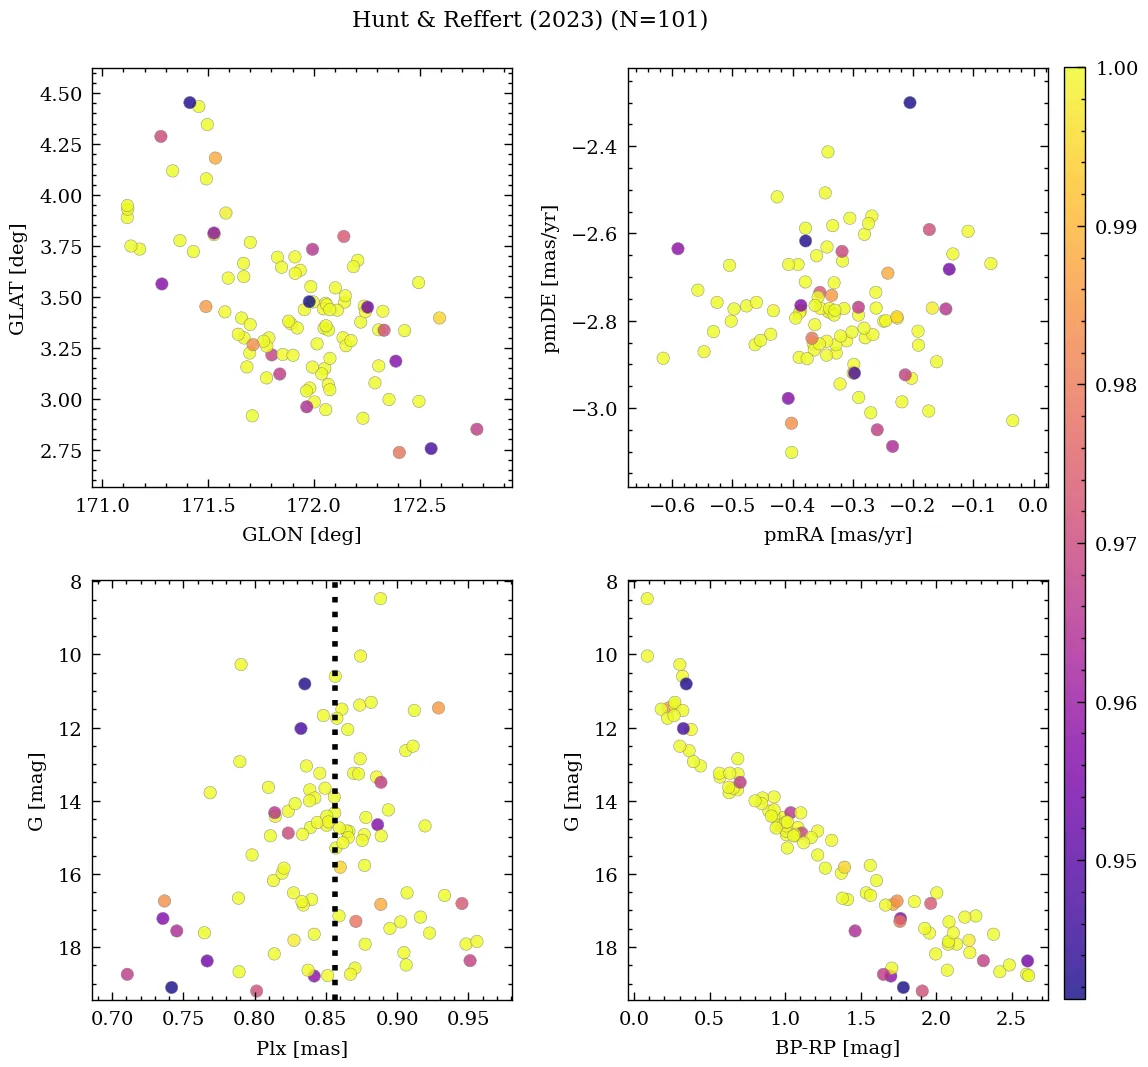 Hunt & Reffert (2023) (N=101)
4.50
4.25
4.00
3.75
3.50
3.25
3.00
2.75
GLAT [deg]
171.0 171.5 172.0 172.5
GLON [deg]
−2.4
−2.6
−2.8
−3.0
pmDE [mas/yr]
−0.6 −0.5 −0.4 −0.3 −0.2 −0.1 0.0
pmRA [mas/yr]
1.00
0.99
0.98
0.97
0.96
0.95
8
10
12
14
16
18
G [mag]
0.70 0.75 0.80 0.85 0.90 0.95
Plx [mas]
8
10
12
14
16
18
G [mag]
0.0 0.5 1.0 1.5 2.0 2.5
BP-RP [mag]